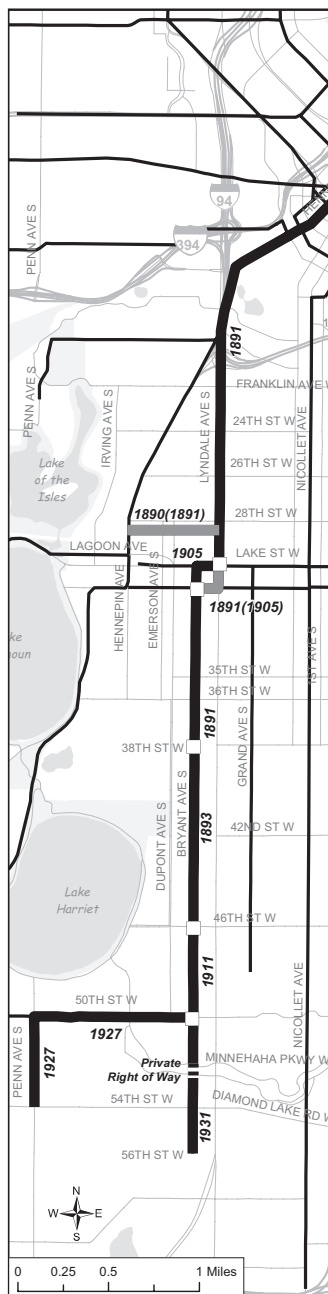 94
394
PENN AVE S
1891
FRANKLIN AVE W
PENN AVE S
IRVING AVE S
LYNDALE AVE S
NICOLLET AVE
24TH ST W
Lake
of the
Isles
26TH ST W
1890(1891)
28TH ST W
LAGOON AVE
1905
LAKE ST W
HENNEPIN AVE
EMERSON AVE
1891(1905)
1ST AVE S
35TH ST W
36TH ST W
1891
GRAND AVE S
38TH ST W
BRYANT AVE S
DUPONT AVE S
1893
42ND ST W
Lake
Harriet
46TH ST W
1911
NICOLLET AVE
50TH ST W
1927
PENN AVE S
1927
Private
Right of Way
MINNEHAHA PKWY W
54TH ST W
DIAMOND LAKE RD W
1931
56TH ST W
N
W E
S
0 0.25 0.5 1 Miles